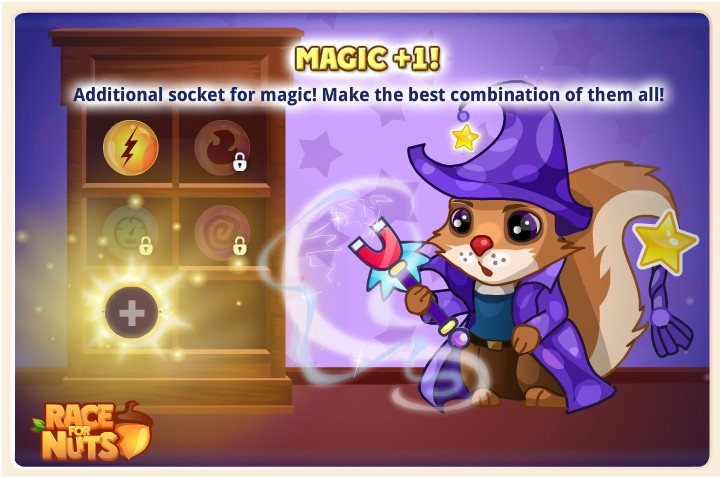 MAGIC +1!
Additional socket for magic! Make the best combination of them all!
RACE
FOR
NUTS